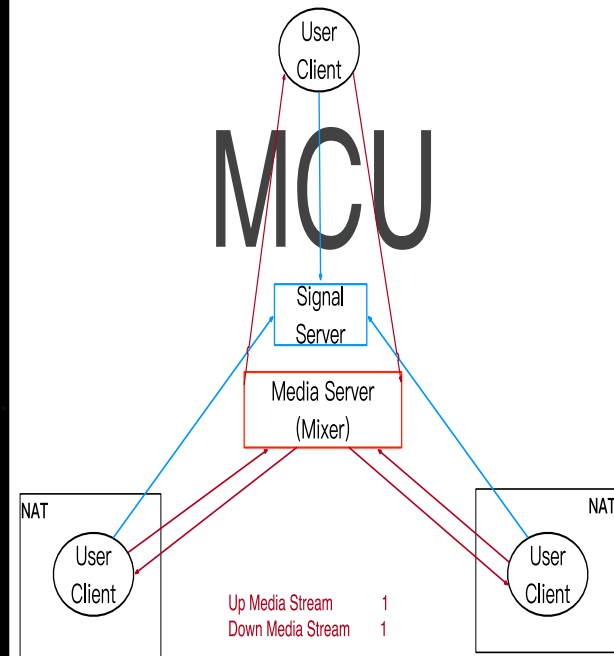 User
Client
MCU
Signal
Server
Media Server
(Mixer)
NAT
NAT
User
Client
User
Client
Up Media Stream 1
Down Media Stream 1